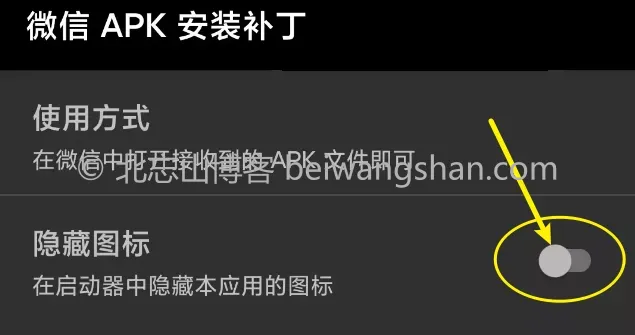 微信 APK 安装补丁
使用方式
在微信中打开接收到的 APK 文件即可
© 北忘山博客 beiwangshan.com
隐藏图标
在启动器中隐藏本应用的图标